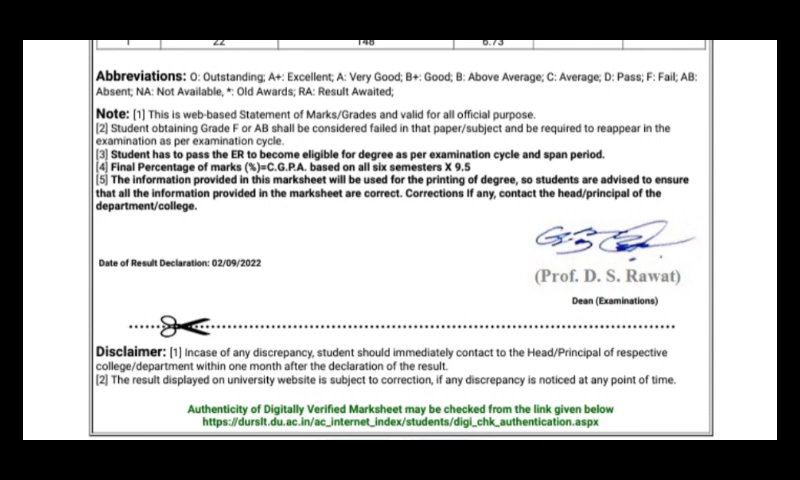 1 22 148 6.73
Abbreviations: O: Outstanding; A+: Excellent; A: Very Good; B+: Good; B: Above Average; C: Average; D: Pass; F: Fail; AB:
Absent; NA: Not Available, *: Old Awards; RA: Result Awaited;
Note: [1] This is web-based Statement of Marks/Grades and valid for all official purpose.
[2] Student obtaining Grade F or AB shall be considered failed in that paper/subject and be required to reappear in the
examination as per examination cycle.
[3] Student has to pass the ER to become eligible for degree as per examination cycle and span period.
[4] Final Percentage of marks (%)=C.G.P.A. based on all six semesters X 9.5
[5] The information provided in this marksheet will be used for the printing of degree, so students are advised to ensure
that all the information provided in the marksheet are correct. Corrections If any, contact the head/principal of the
department/college.
Date of Result Declaration: 02/09/2022
(Prof. D. S. Rawat)
Dean (Examinations)
Disclaimer: [1] Incase of any discrepancy, student should immediately contact to the Head/Principal of respective
college/department within one month after the declaration of the result.
[2] The result displayed on university website is subject to correction, if any discrepancy is noticed at any point of time.
Authenticity of Digitally Verified Marksheet may be checked from the link given below
https://durslt.du.ac.in/ac_internet_index/students/digi_chk_authentication.aspx